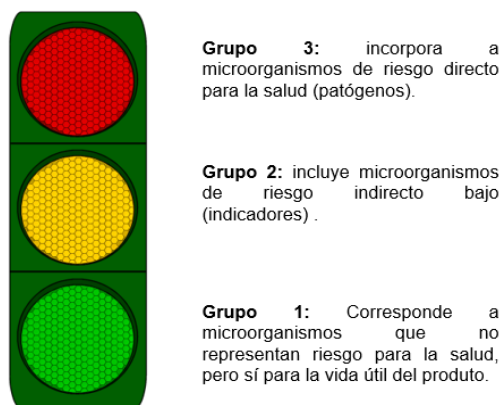 Grupo 3: incorpora a
microorganismos de riesgo directo
para la salud (patógenos).
Grupo 2: incluye microorganismos
de riesgo indirecto bajo
(indicadores) .
Grupo 1: Corresponde a
microorganismos que no
representan riesgo para la salud,
pero sí para la vida útil del produto.